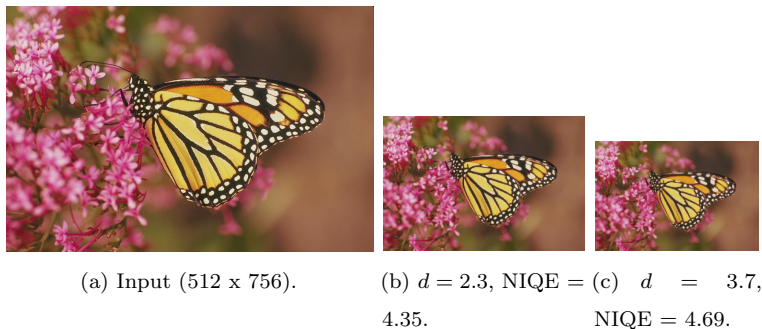 (a) Input (512 x 756).
(b) d = 2.3, NIQE =
4.35.
(c) d = 3.7,
NIQE = 4.69.